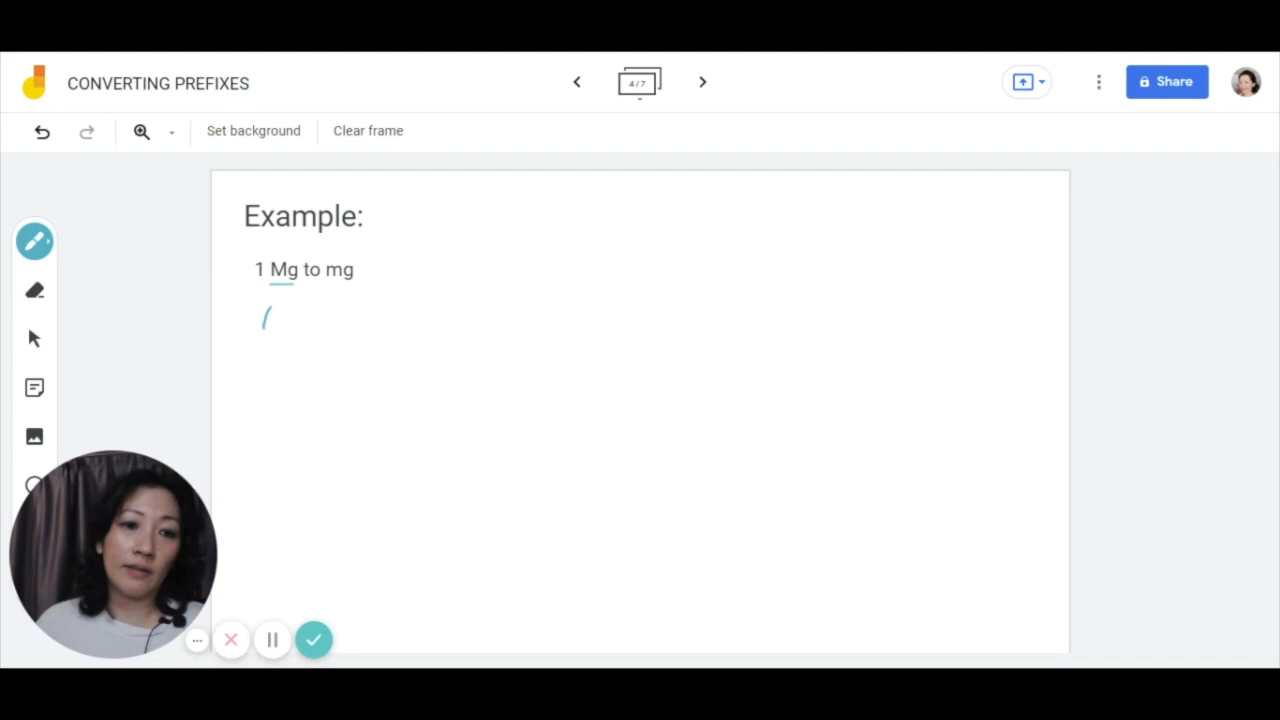 CONVERTING PREFIXES
4 / 7
Share
Set background
Clear frame
Example:
1 Mg to mg
(